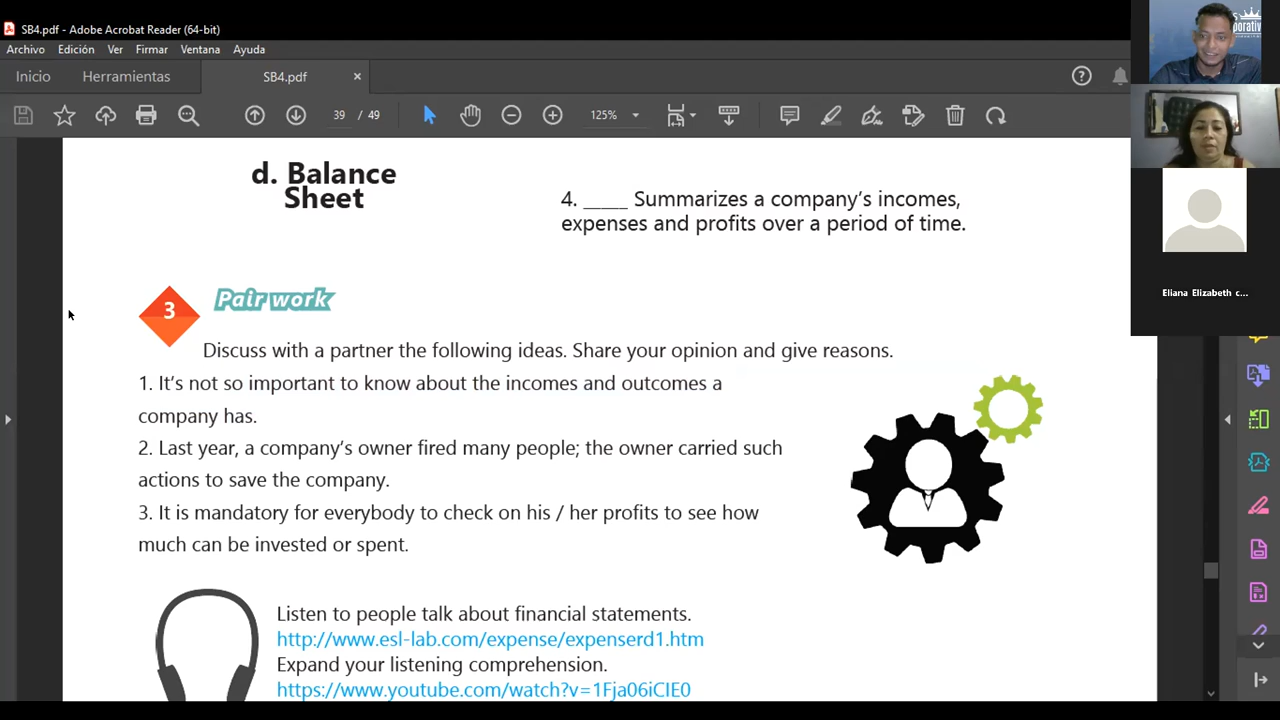 SB4.pdf - Adobe Acrobat Reader (64-bit)
Archivo Edición Ver Firmar Ventana Ayuda
Inicio Herramientas SB4.pdf ×
39 / 49 125%
d. Balance
Sheet
4. _____ Summarizes a company's incomes,
expenses and profits over a period of time.
3 Pair work
Discuss with a partner the following ideas. Share your opinion and give reasons.
1. It's not so important to know about the incomes and outcomes a
company has.
2. Last year, a company's owner fired many people; the owner carried such
actions to save the company.
3. It is mandatory for everybody to check on his / her profits to see how
much can be invested or spent.
Listen to people talk about financial statements.
http://www.esl-lab.com/expense/expenserd1.htm
Expand your listening comprehension.
https://www.youtube.com/watch?v=1Fja06iCIE0
Eliana Elizabeth c...